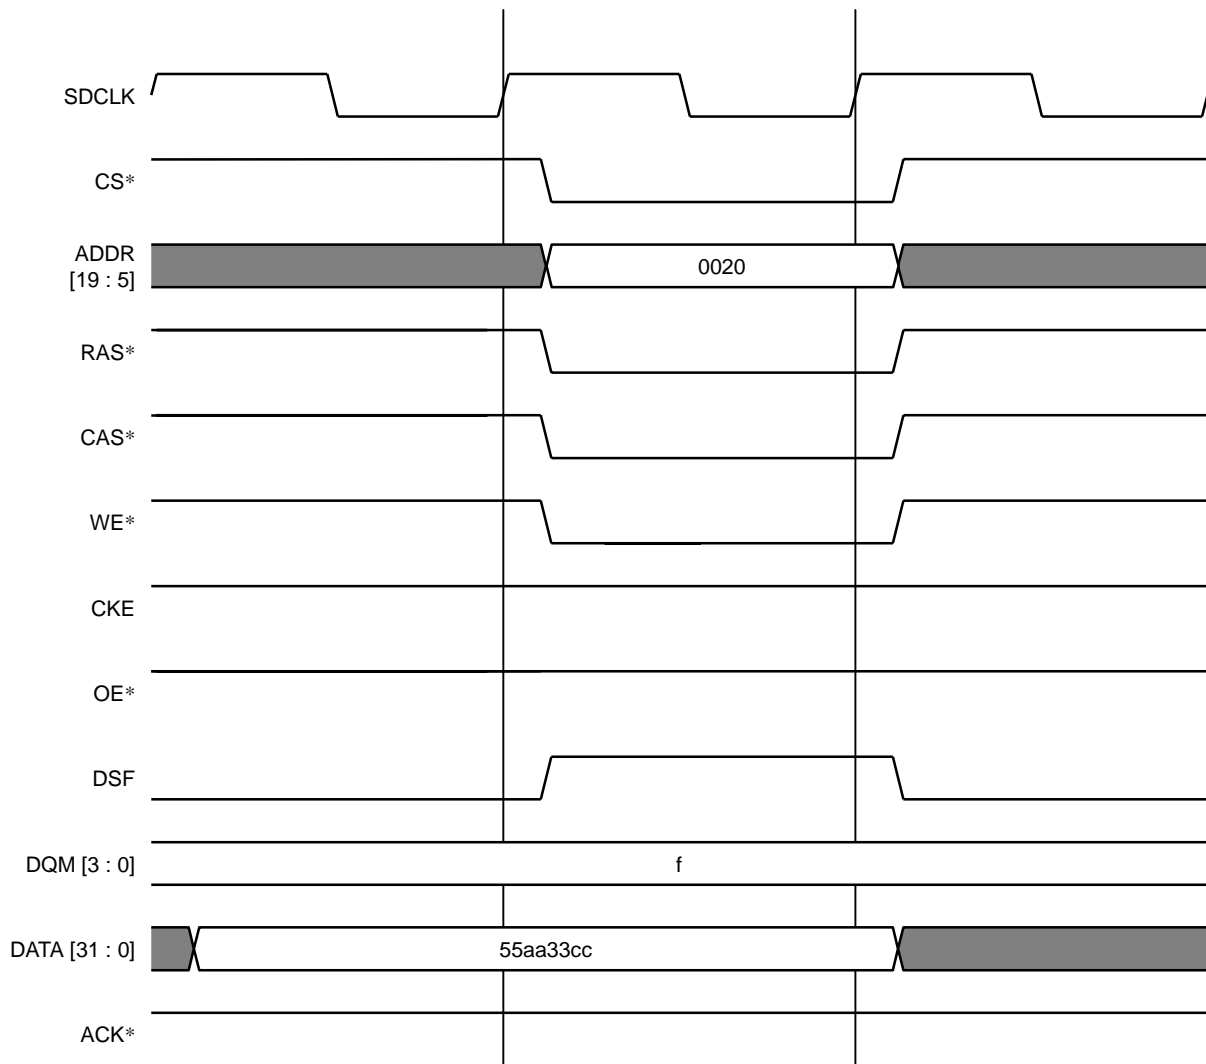 SDCLK
CS*
ADDR
[19 : 5]
0020
RAS*
CAS*
WE*
CKE
OE*
DSF
DQM [3 : 0]
f
DATA [31 : 0]
55aa33cc
ACK*